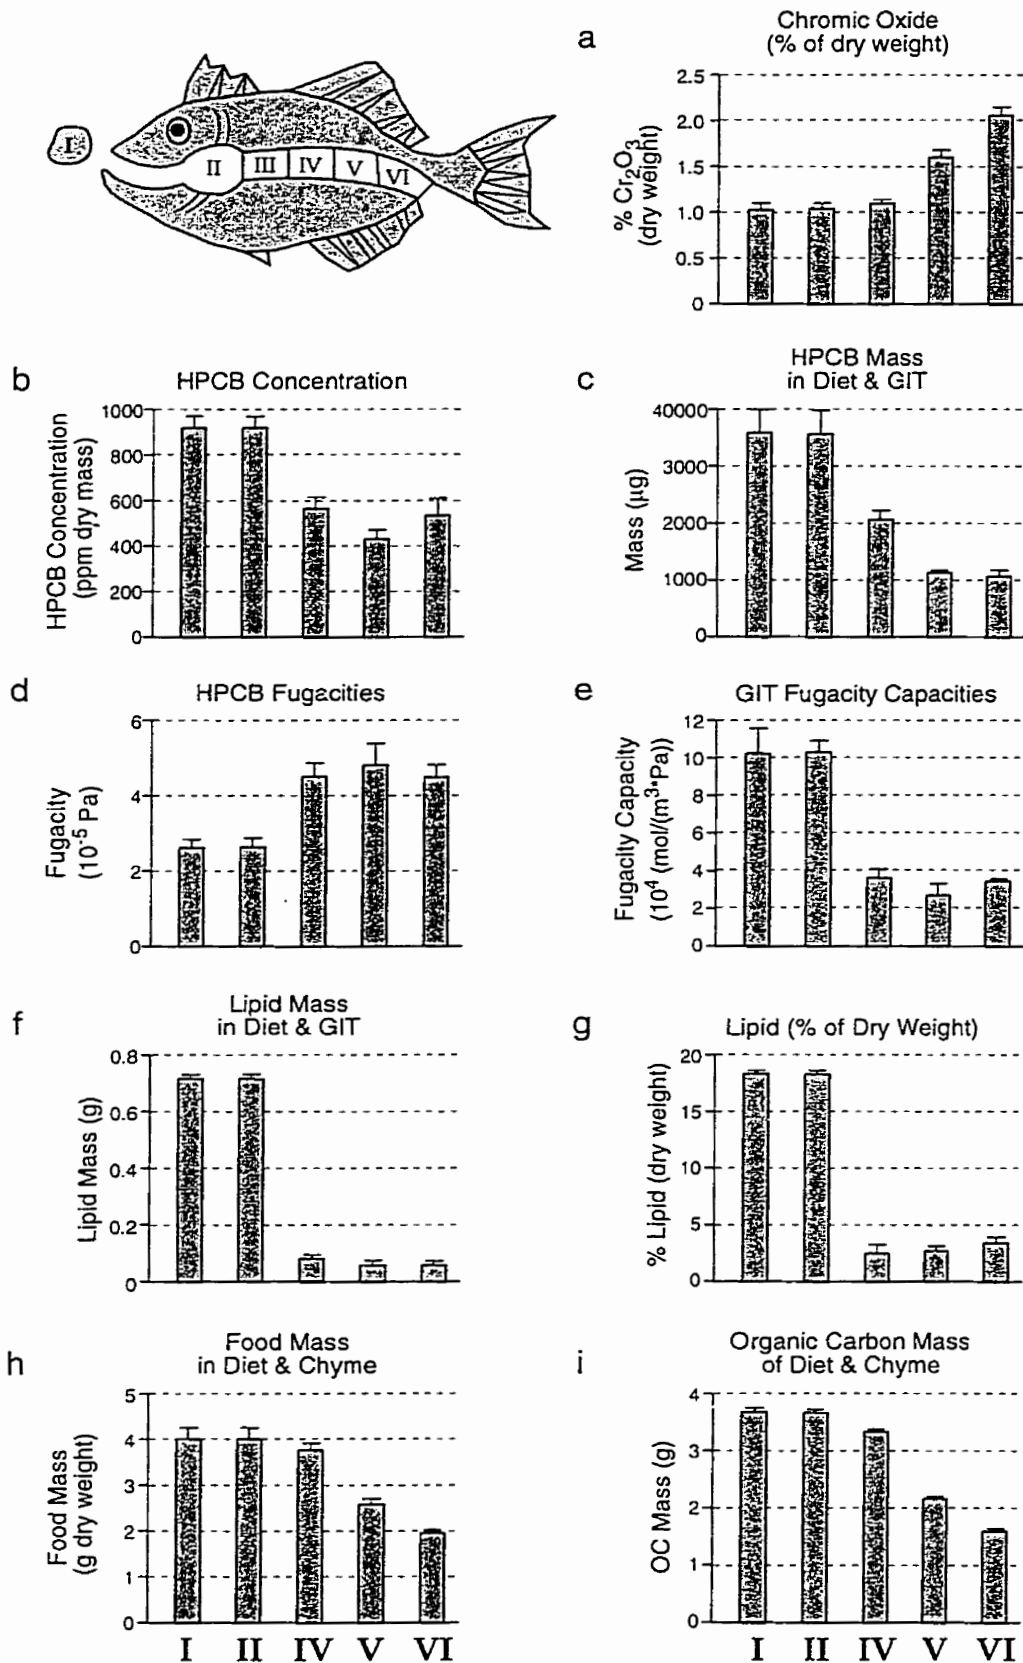 a
Chromic Oxide
(% of dry weight)
2.5
2.0
1.5
1.0
0.5
0
% Cr2O3
(dry weight)
I
II
III
IV
V
VI
b
HPCB Concentration
1000
800
600
400
200
0
HPCB Concentration
(ppm dry mass)
c
HPCB Mass
in Diet & GIT
40000
3000
2000
1000
0
Mass (µg)
d
HPCB Fugacities
6
4
2
0
Fugacity
(10-5 Pa)
e
GIT Fugacity Capacities
12
10
8
6
4
2
0
Fugacity Capacity
(104 (mol/(m3*Pa))
f
Lipid Mass
in Diet & GIT
0.8
0.6
0.4
0.2
0
Lipid Mass (g)
g
Lipid (% of Dry Weight)
20
15
10
5
0
% Lipid (dry weight)
h
Food Mass
in Diet & Chyme
5
4
3
2
1
0
Food Mass
(g dry weight)
I II IV V VI
i
Organic Carbon Mass
of Diet & Chyme
4
3
2
1
0
OC Mass (g)
I II IV V VI